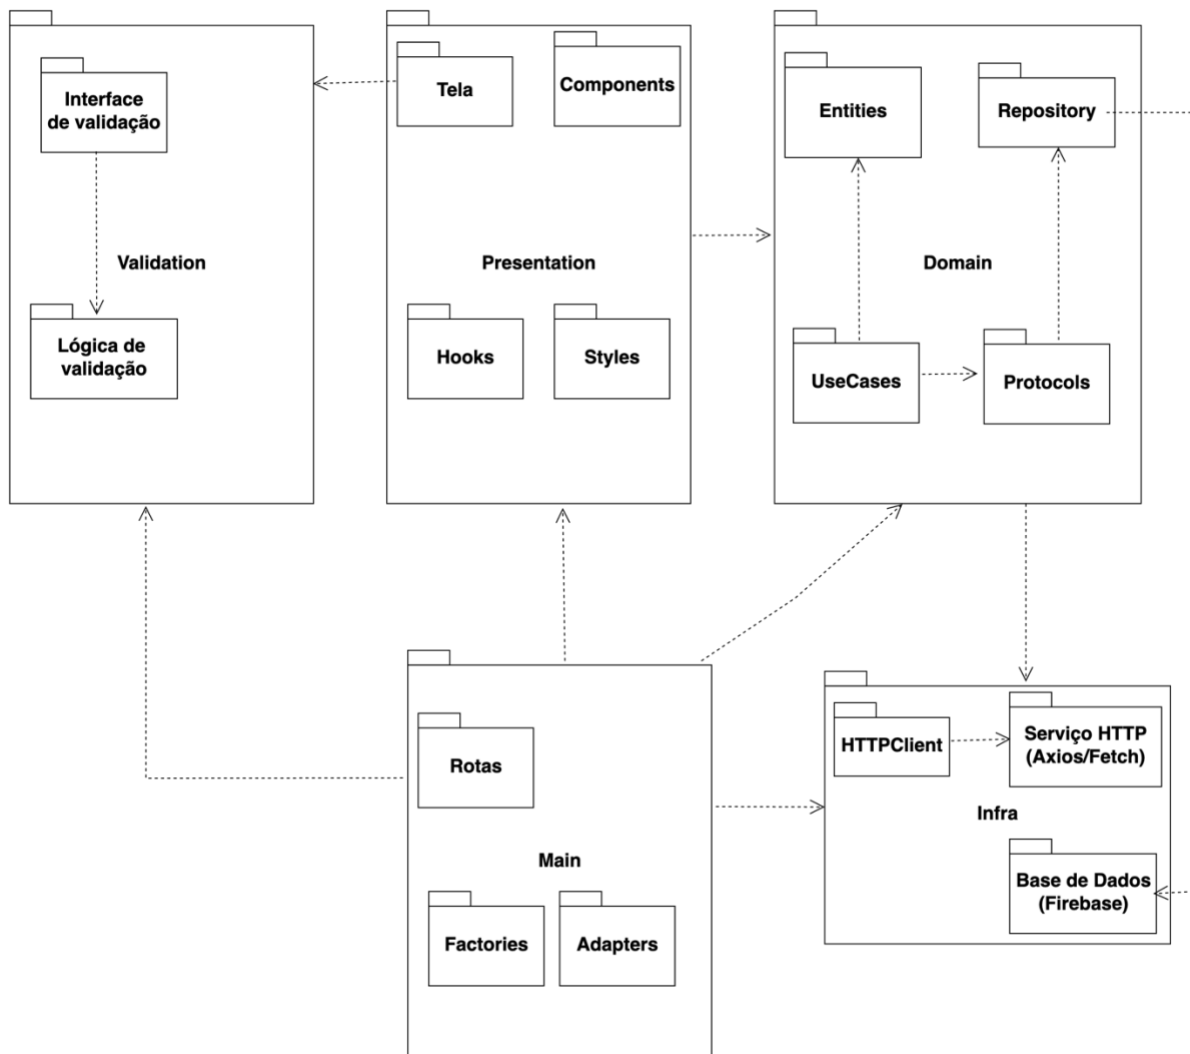 Interface
de validação
Validation
Lógica de
validação
Tela
Components
Presentation
Hooks
Styles
Entities
Repository
Domain
UseCases
Protocols
Rotas
Main
Factories
Adapters
HTTPClient
Serviço HTTP
(Axios/Fetch)
Infra
Base de Dados
(Firebase)